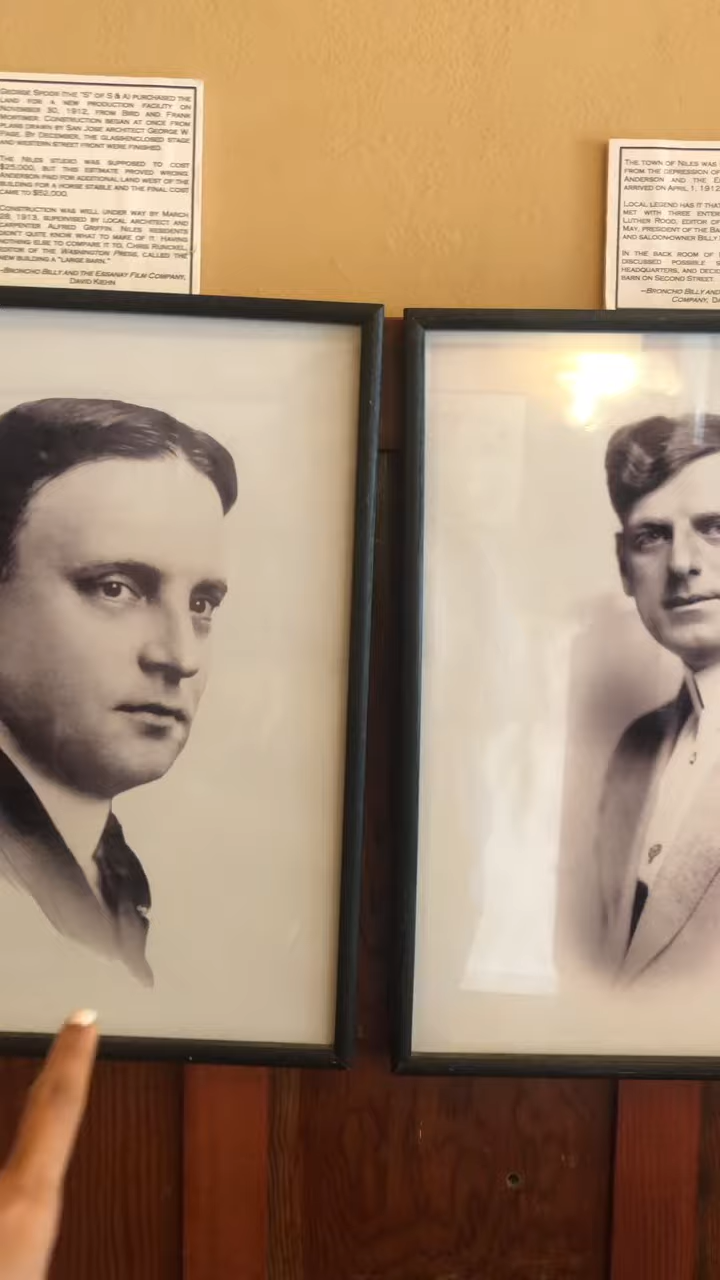 GEORGE SPOOR (THE "S" OF S & A) PURCHASED THE
LAND FOR A NEW PRODUCTION FACILITY ON
NOVEMBER 30, 1912, FROM BIRD AND FRANK
MORTIMER. CONSTRUCTION BEGAN AT ONCE FROM
PLANS DRAWN BY SAN JOSE ARCHITECT GEORGE W.
PAGE. BY DECEMBER, THE GLASS-ENCLOSED STAGE
AND WESTERN STREET FRONT WERE FINISHED.
THE NILES STUDIO WAS SUPPOSED TO COST
$25,000, BUT THIS ESTIMATE PROVED WRONG.
ANDERSON PAID FOR ADDITIONAL LAND WEST OF THE
BUILDING FOR A HORSE STABLE AND THE FINAL COST
CAME TO $52,000.
CONSTRUCTION WAS WELL UNDER WAY BY MARCH
28, 1913, SUPERVISED BY LOCAL ARCHITECT AND
CARPENTER ALFRED GRIFFIN. NILES RESIDENTS
DIDN'T QUITE KNOW WHAT TO MAKE OF IT. HAVING
NOTHING ELSE TO COMPARE IT TO, CHRIS RUNCKEL,
EDITOR OF THE WASHINGTON PRESS, CALLED THE
NEW BUILDING A "LARGE BARN."
—BRONCHO BILLY AND THE ESSANAY FILM COMPANY,
DAVID KIEHN
THE TOWN OF NILES WAS
FROM THE DEPRESSION OF
ANDERSON AND THE
ARRIVED ON APRIL 1, 1912
LOCAL LEGEND HAS IT THAT
MET WITH THREE
LUTHER ROOD, EDITOR OF
MAY, PRESIDENT OF THE
AND SALOON-OWNER BILLY
IN THE BACK ROOM OF
DISCUSSED POSSIBLE
HEADQUARTERS, AND
BARN ON SECOND STREET.
—BRONCHO BILLY AND
COMPANY,